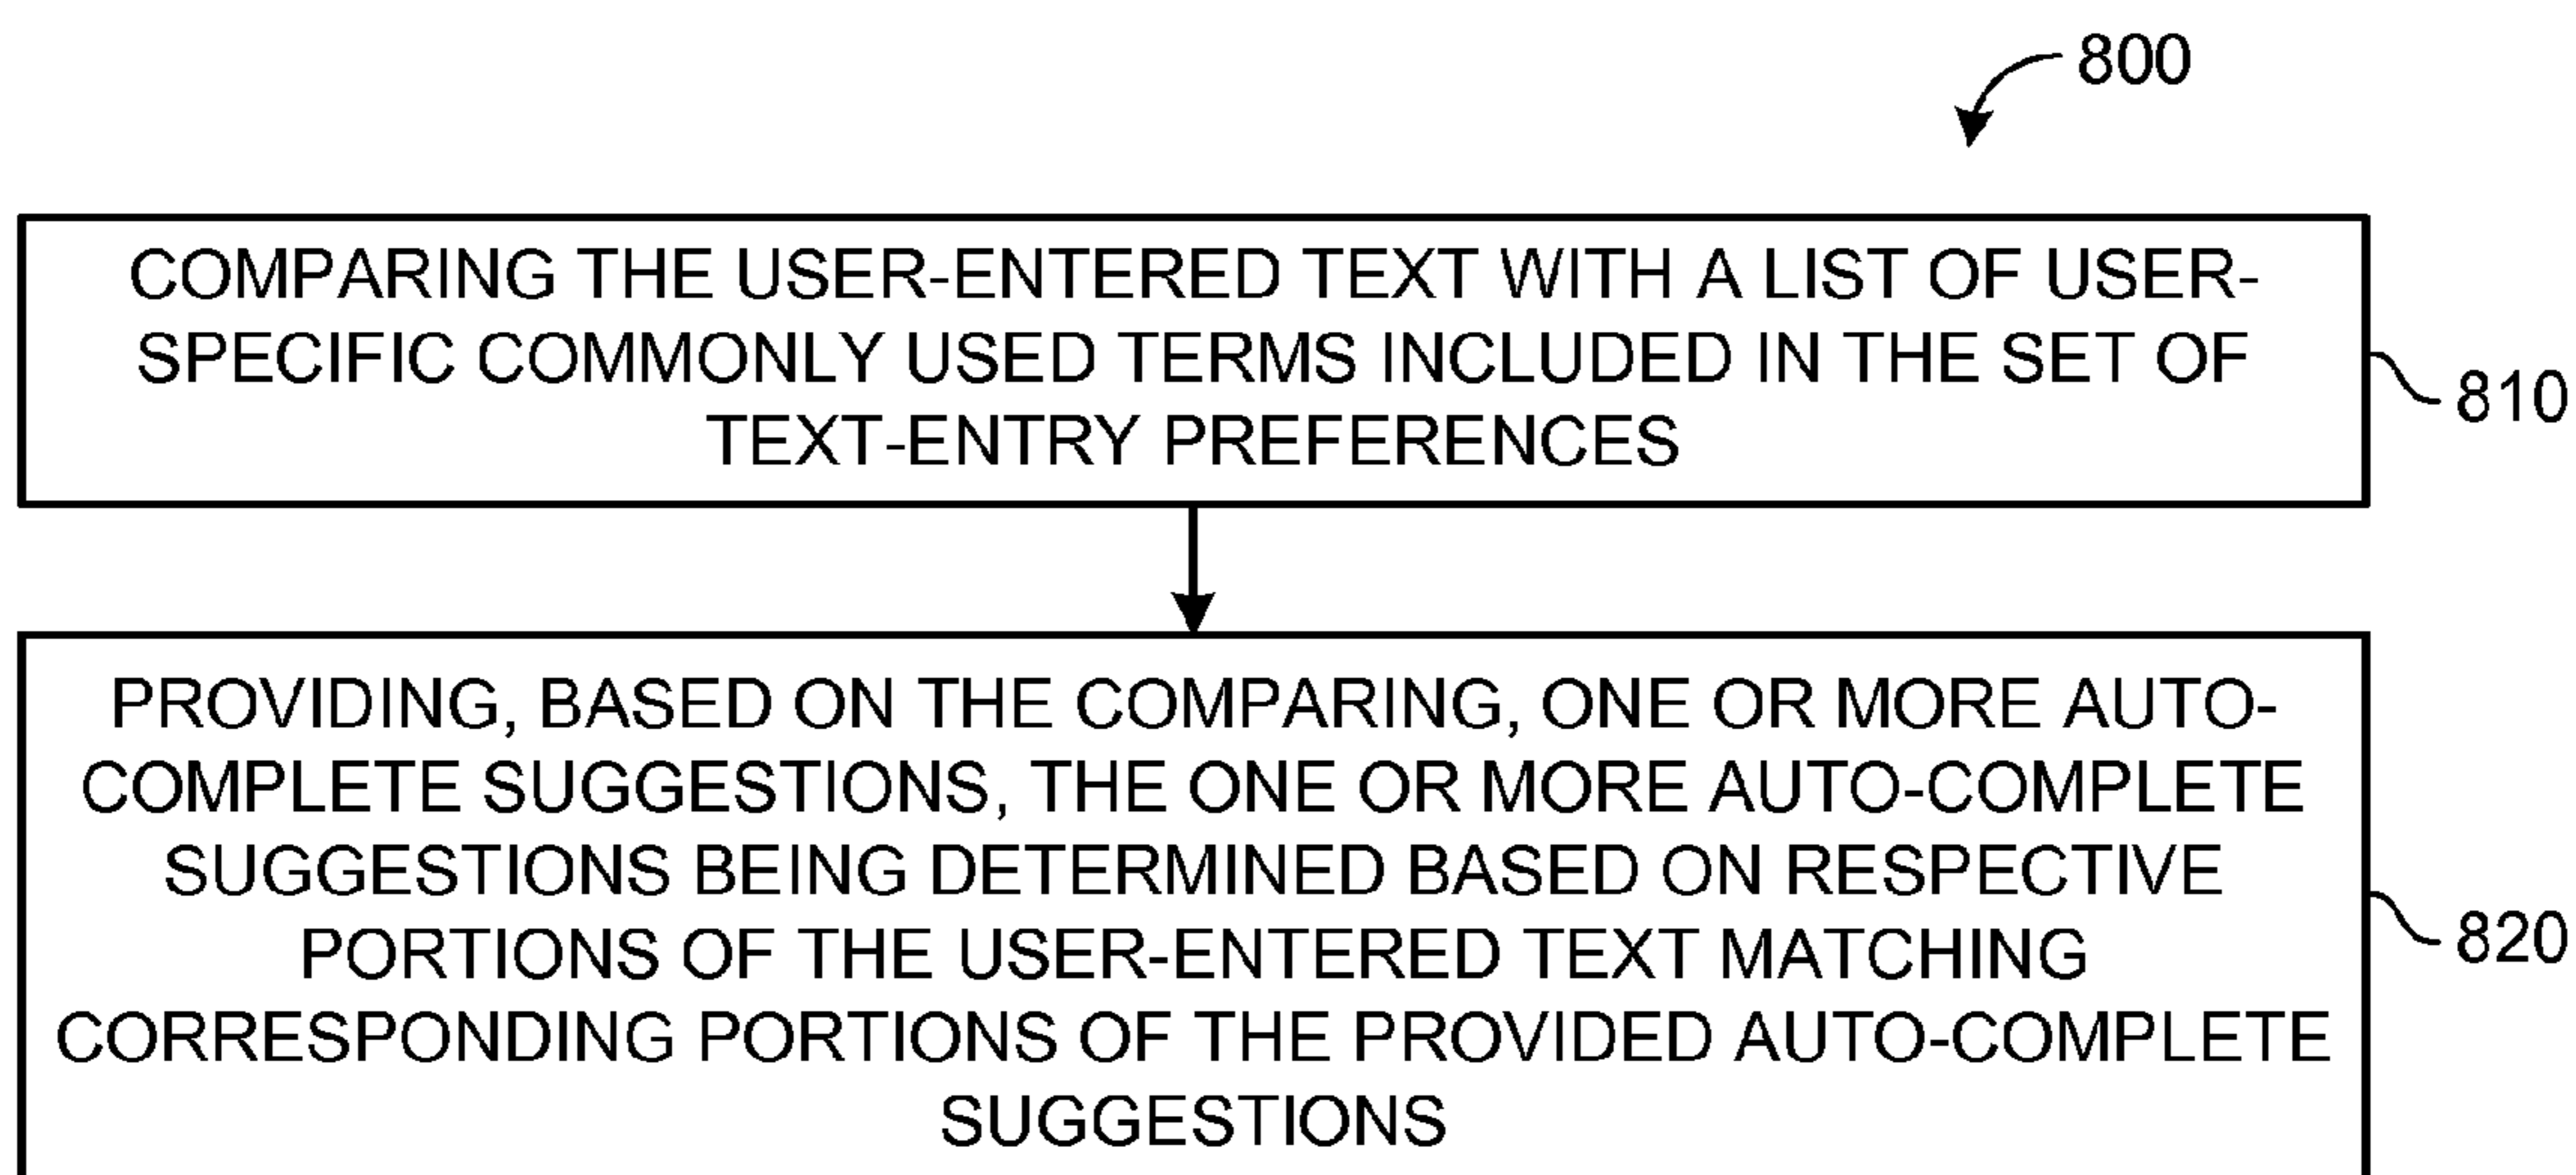 800
COMPARING THE USER-ENTERED TEXT WITH A LIST OF USER-
SPECIFIC COMMONLY USED TERMS INCLUDED IN THE SET OF
TEXT-ENTRY PREFERENCES
810
PROVIDING, BASED ON THE COMPARING, ONE OR MORE AUTO-
COMPLETE SUGGESTIONS, THE ONE OR MORE AUTO-COMPLETE
SUGGESTIONS BEING DETERMINED BASED ON RESPECTIVE
PORTIONS OF THE USER-ENTERED TEXT MATCHING
CORRESPONDING PORTIONS OF THE PROVIDED AUTO-COMPLETE
SUGGESTIONS
820